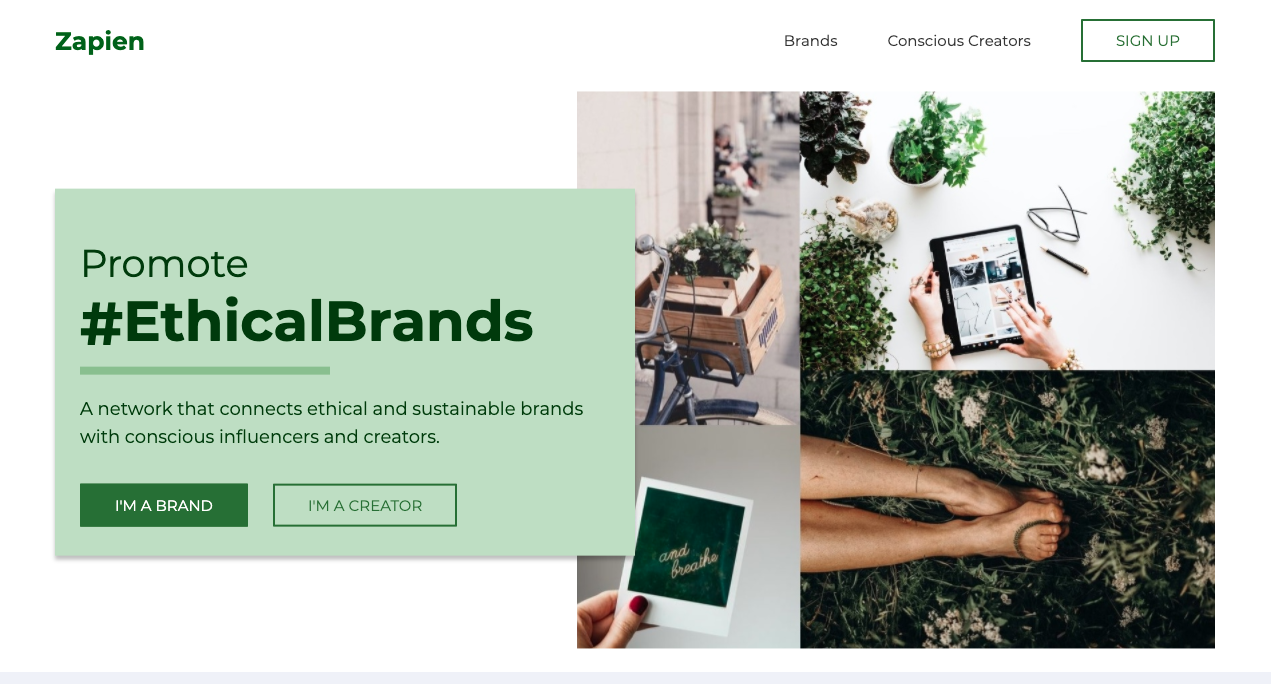 Zapien
Brands
Conscious Creators
SIGN UP
Promote
#EthicalBrands
A network that connects ethical and sustainable brands
with conscious influencers and creators.
I'M A BRAND
I'M A CREATOR
and
breathe